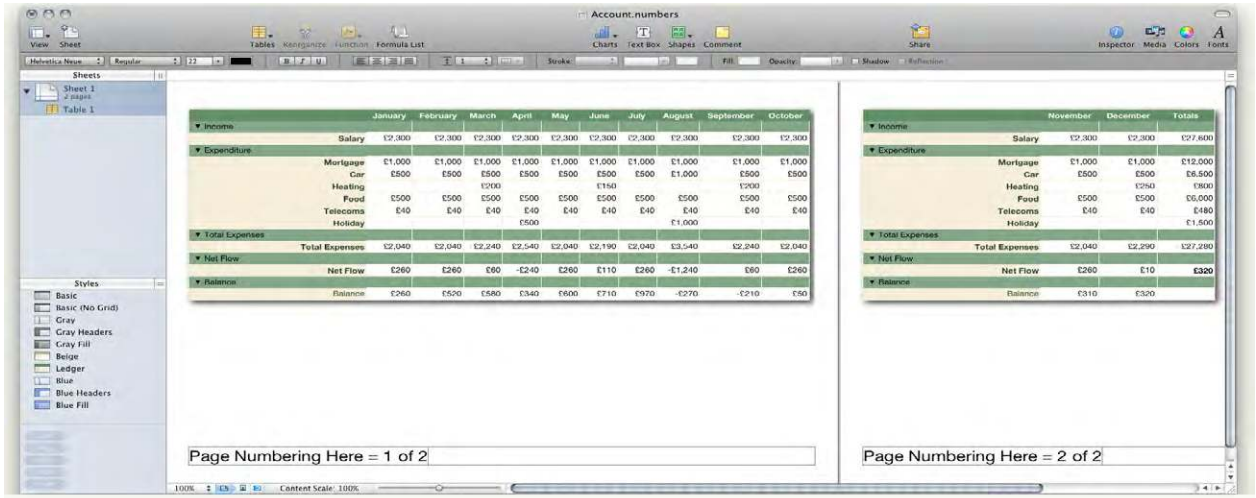 Account.numbers
View Sheet Tables Reorganize Function Formula List Charts Text Box Shapes Comment Share Inspector Media Colors Fonts
Helvetica Neue Regular 22 B I U 1 Stroke: Fill: Opacity: Shadow Reflection
Sheets
Sheet 1
2 pages
Table 1
January February March April May June July August September October
Income
Salary £2,300 £2,300 £2,300 £2,300 £2,300 £2,300 £2,300 £2,300 £2,300 £2,300
Expenditure
Mortgage £1,000 £1,000 £1,000 £1,000 £1,000 £1,000 £1,000 £1,000 £1,000 £1,000
Car £500 £500 £500 £500 £500 £500 £500 £1,000 £500 £500
Heating £200 £150 £200
Food £500 £500 £500 £500 £500 £500 £500 £500 £500 £500
Telecoms £40 £40 £40 £40 £40 £40 £40 £40 £40 £40
Holiday £500 £1,000
Total Expenses
Total Expenses £2,040 £2,040 £2,240 £2,540 £2,040 £2,190 £2,040 £3,540 £2,240 £2,040
Net Flow
Net Flow £260 £260 £60 -£240 £260 £110 £260 -£1,240 £60 £260
Balance
Balance £260 £520 £580 £340 £600 £710 £970 -£270 -£210 £50
November December Totals
Income
Salary £2,300 £2,300 £27,600
Expenditure
Mortgage £1,000 £1,000 £12,000
Car £500 £500 £6,500
Heating £250 £800
Food £500 £500 £6,000
Telecoms £40 £40 £480
Holiday £1,500
Total Expenses
Total Expenses £2,040 £2,290 £27,280
Net Flow
Net Flow £260 £10 £320
Balance
Balance £310 £320
Styles
Basic
Basic (No Grid)
Gray
Gray Headers
Gray Fill
Beige
Ledger
Blue
Blue Headers
Blue Fill
Page Numbering Here = 1 of 2
Page Numbering Here = 2 of 2
100% Content Scale: 100%